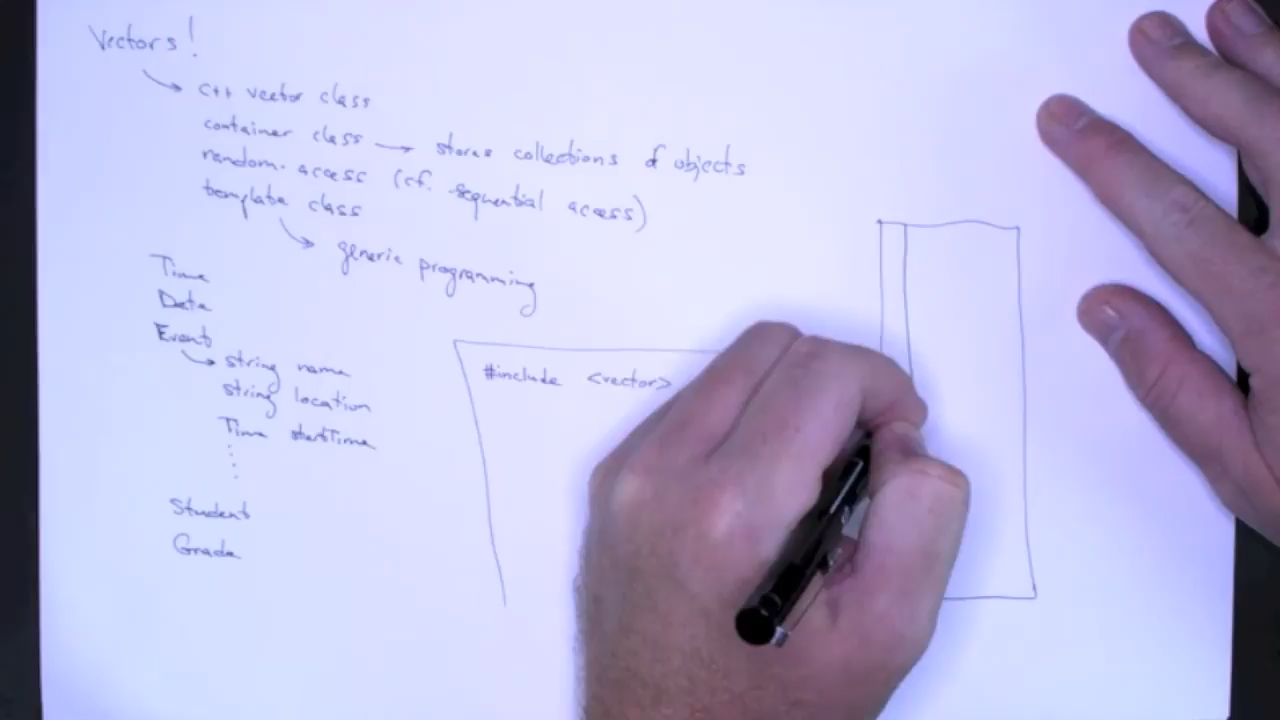 Vectors!
C++ vector class
container class → stores collections of objects
random-access (cf. sequential access)
template class
generic programming
Time
Date
Event
string name
string location
Time startTime
Student
Grade
#include <vector>